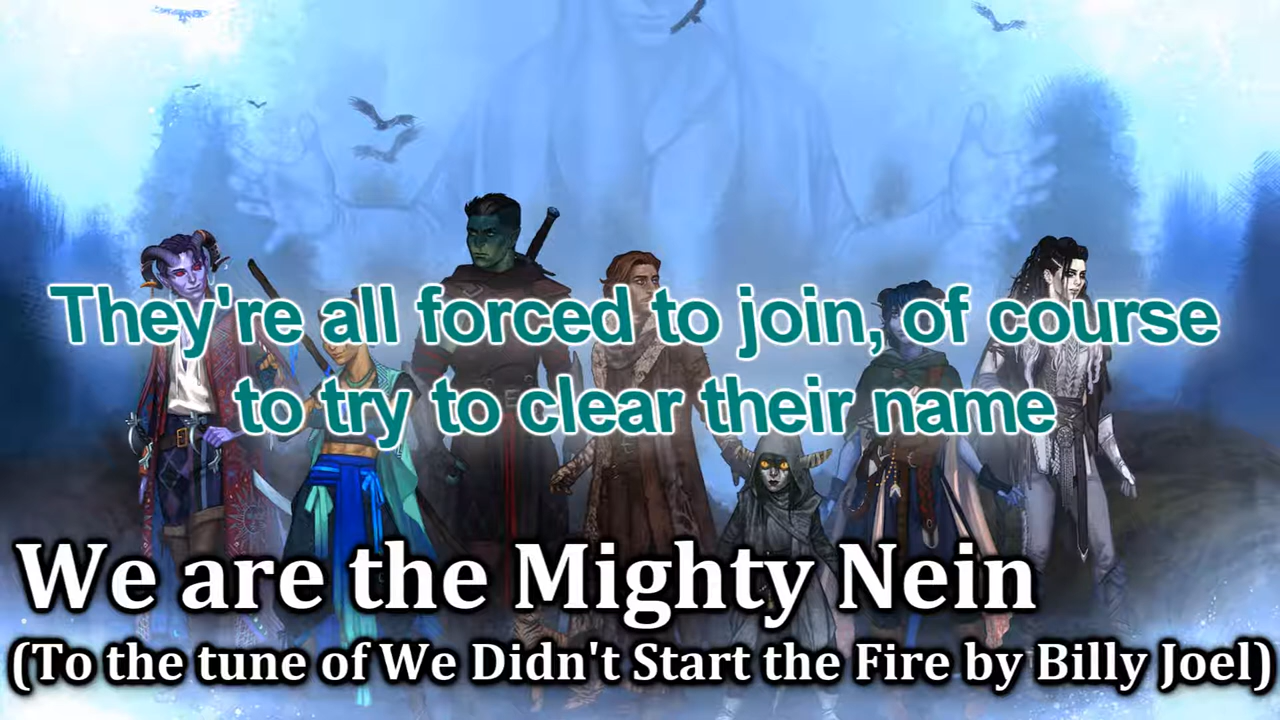 They're all forced to join, of course
to try to clear their name
We are the Mighty Nein
(To the tune of We Didn't Start the Fire by Billy Joel)